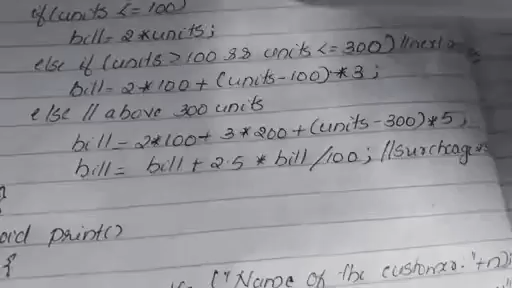 if(units <= 100)
bill= 2*units;
else if (units > 100 && units <= 300) //next 2
bill= 2*100 + (units-100)*3;
else // above 300 units
bill= 2*100+ 3*200 + (units-300)*5;
bill= bill + 2.5 * bill/100; //Surcharge
}
oid print()
{
("Name of the customer: "+n);